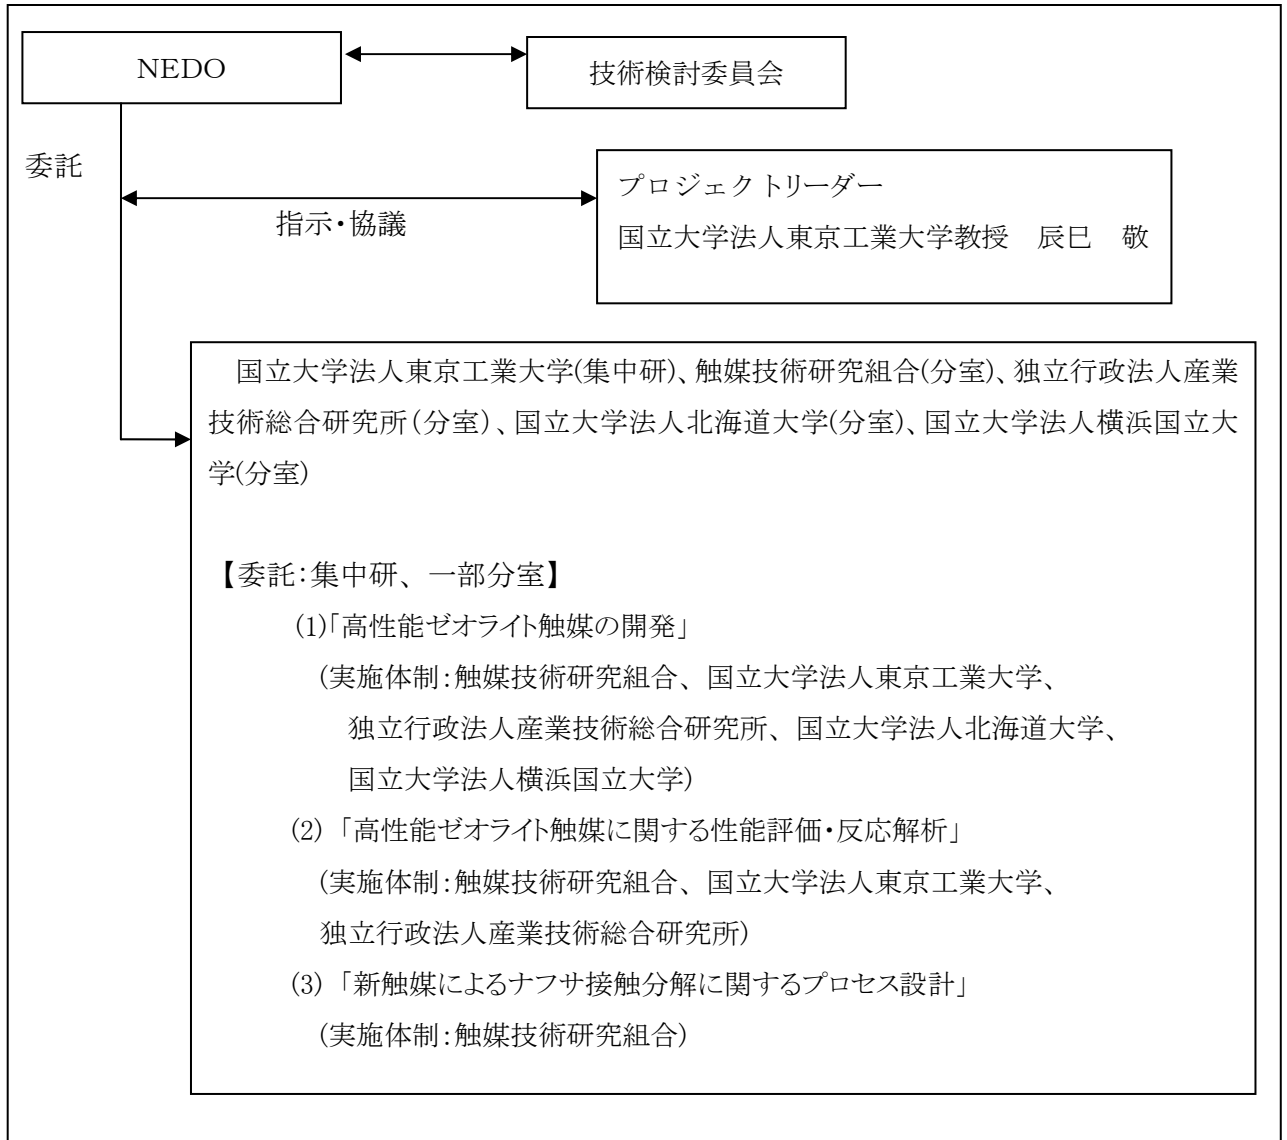 NEDO
技術検討委員会
委託
指示・協議
プロジェクトリーダー
国立大学法人東京工業大学教授　辰巳　敬
国立大学法人東京工業大学(集中研)、触媒技術研究組合(分室)、独立行政法人産業
技術総合研究所(分室)、国立大学法人北海道大学(分室)、国立大学法人横浜国立大
学(分室)
【委託：集中研、一部分室】
(1)「高性能ゼオライト触媒の開発」
(実施体制：触媒技術研究組合、国立大学法人東京工業大学、
独立行政法人産業技術総合研究所、国立大学法人北海道大学、
国立大学法人横浜国立大学)
(2) 「高性能ゼオライト触媒に関する性能評価・反応解析」
(実施体制：触媒技術研究組合、国立大学法人東京工業大学、
独立行政法人産業技術総合研究所)
(3) 「新触媒によるナフサ接触分解に関するプロセス設計」
(実施体制：触媒技術研究組合)